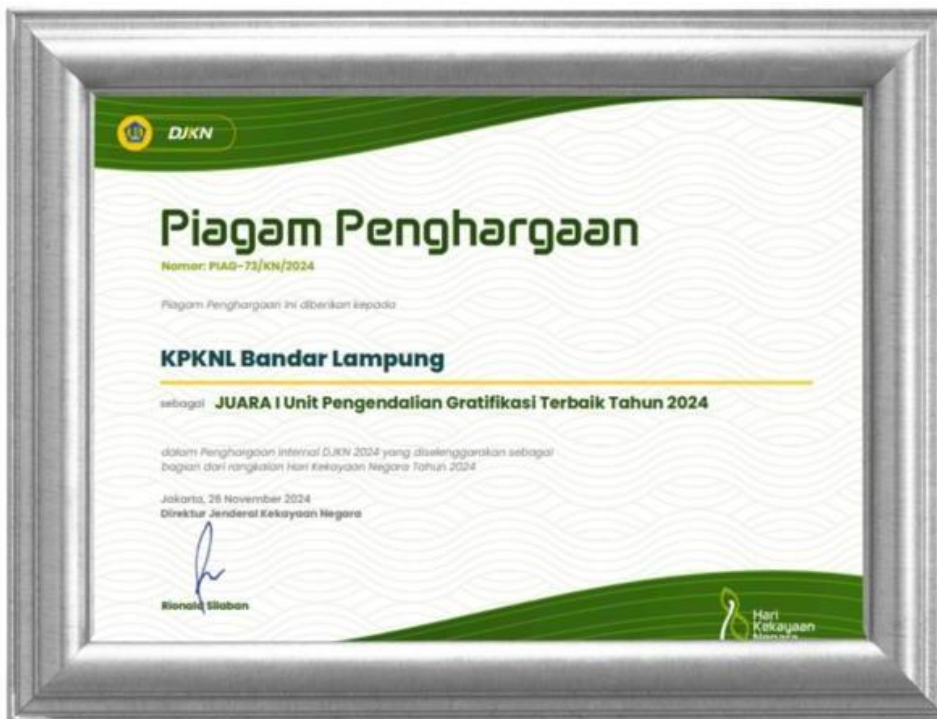 DJKN
Piagam Penghargaan
Nomor: PIAG-73/KN/2024
Piagam Penghargaan ini diberikan kepada
KPKNL Bandar Lampung
sebagai JUARA I Unit Pengendalian Gratifikasi Terbaik Tahun 2024
dalam Penghargaan Internal DJKN 2024 yang diselenggarakan sebagai
bagian dari rangkaian Hari Kekayaan Negara Tahun 2024
Jakarta, 26 November 2024
Direktur Jenderal Kekayaan Negara
Rionald Silaban
Hari
Kekayaan
Negara